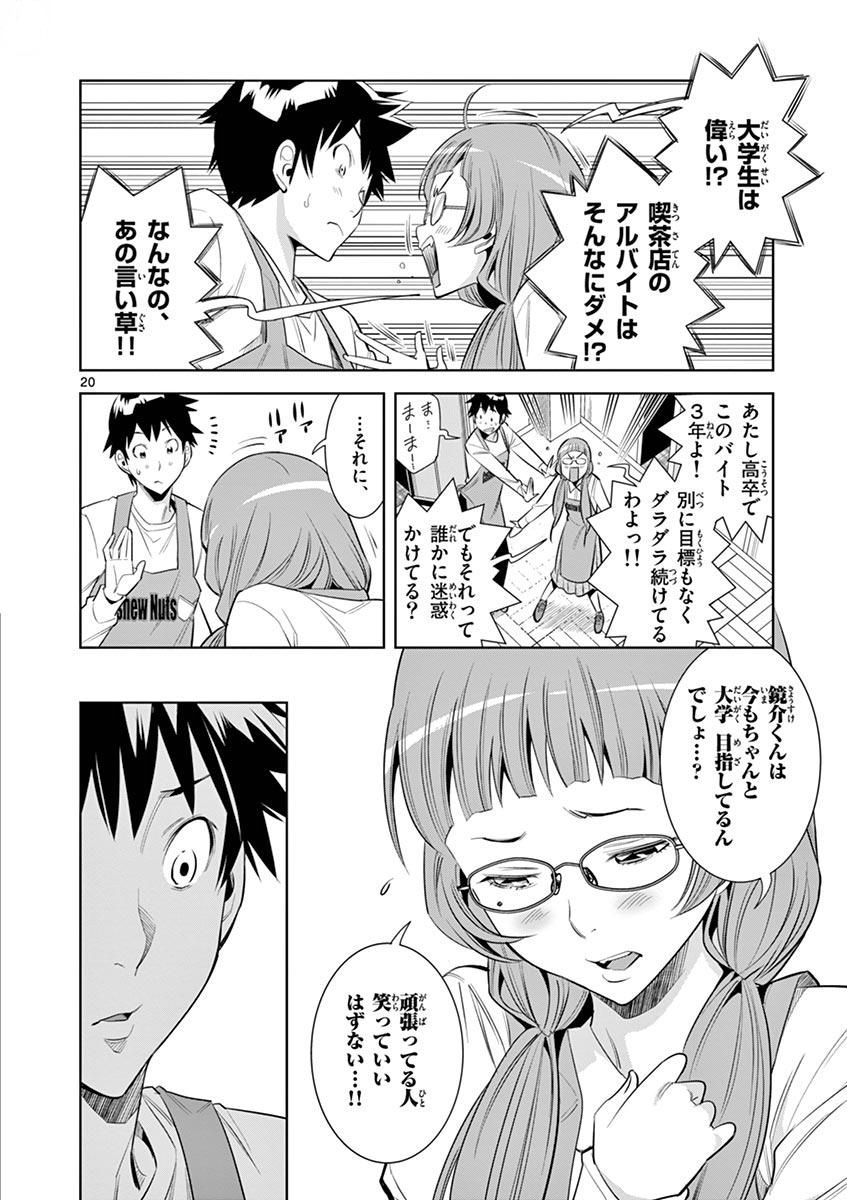 大学生は
偉い!?
喫茶店の
アルバイトは
そんなにダメ!?
なんなの、
あの言い草!!
20
あたし高卒で
このバイト
3年よ!
別に目標もなく
ダラダラ続けてる
わよっ!!
でもそれって
誰かに迷惑
かけてる?
ま…
まーまー…
…それに、
shew Nuts
鏡介くんは
今もちゃんと
大学 目指してるん
でしょ…?
頑張ってる人
笑っていい
はずない…!!